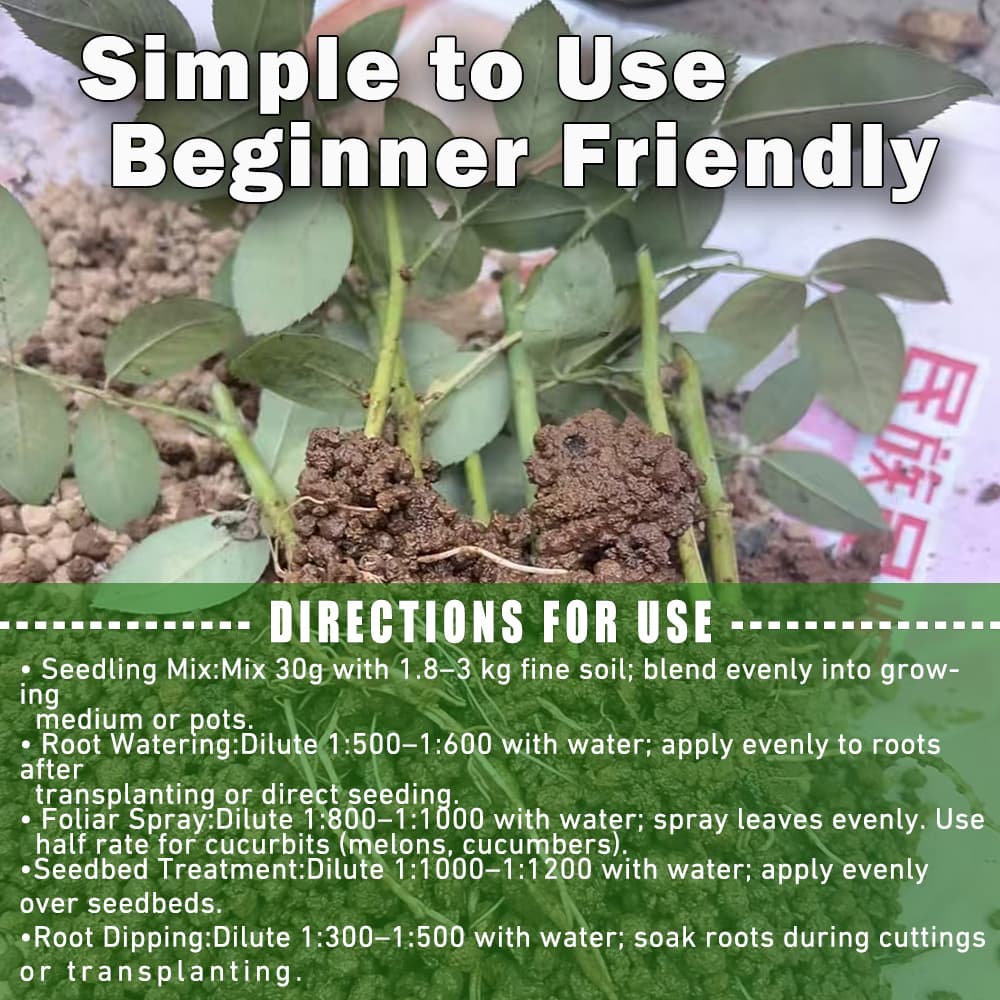 Simple to Use
Beginner Friendly
民族品牌
DIRECTIONS FOR USE
• Seedling Mix:Mix 30g with 1.8–3 kg fine soil; blend evenly into grow-
ing
medium or pots.
• Root Watering:Dilute 1:500–1:600 with water; apply evenly to roots
after
transplanting or direct seeding.
• Foliar Spray:Dilute 1:800–1:1000 with water; spray leaves evenly. Use
half rate for cucurbits (melons, cucumbers).
•Seedbed Treatment:Dilute 1:1000–1:1200 with water; apply evenly
over seedbeds.
•Root Dipping:Dilute 1:300–1:500 with water; soak roots during cuttings
or transplanting.